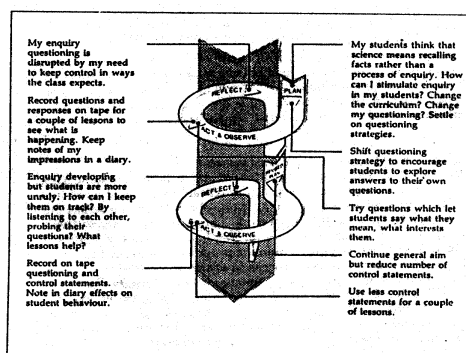 My enquiry
questioning is
disrupted by my need
to keep control in ways
the class expects.
Record questions and
responses on tape for
a couple of lessons to
see what is
happening. Keep
notes of my
impressions in a diary.
Enquiry developing
but students are more
unruly. How can I keep
them on track? By
listening to each other,
probing their
questions? What
lessons help?
Record on tape
questioning and
control statements.
Note in diary effects on
student behaviour.
REFLECT
PLAN
ACT & OBSERVE
REVISED
PLAN
REFLECT
ACT & OBSERVE
My students think that
science means recalling
facts rather than a
process of enquiry. How
can I stimulate enquiry
in my students? Change
the curriculum? Change
my questioning? Settle
on questioning
strategies.
Shift questioning
strategy to encourage
students to explore
answers to their own
questions.
Try questions which let
students say what they
mean, what interests
them.
Continue general aim
but reduce number of
control statements.
Use less control
statements for a couple
of lessons.